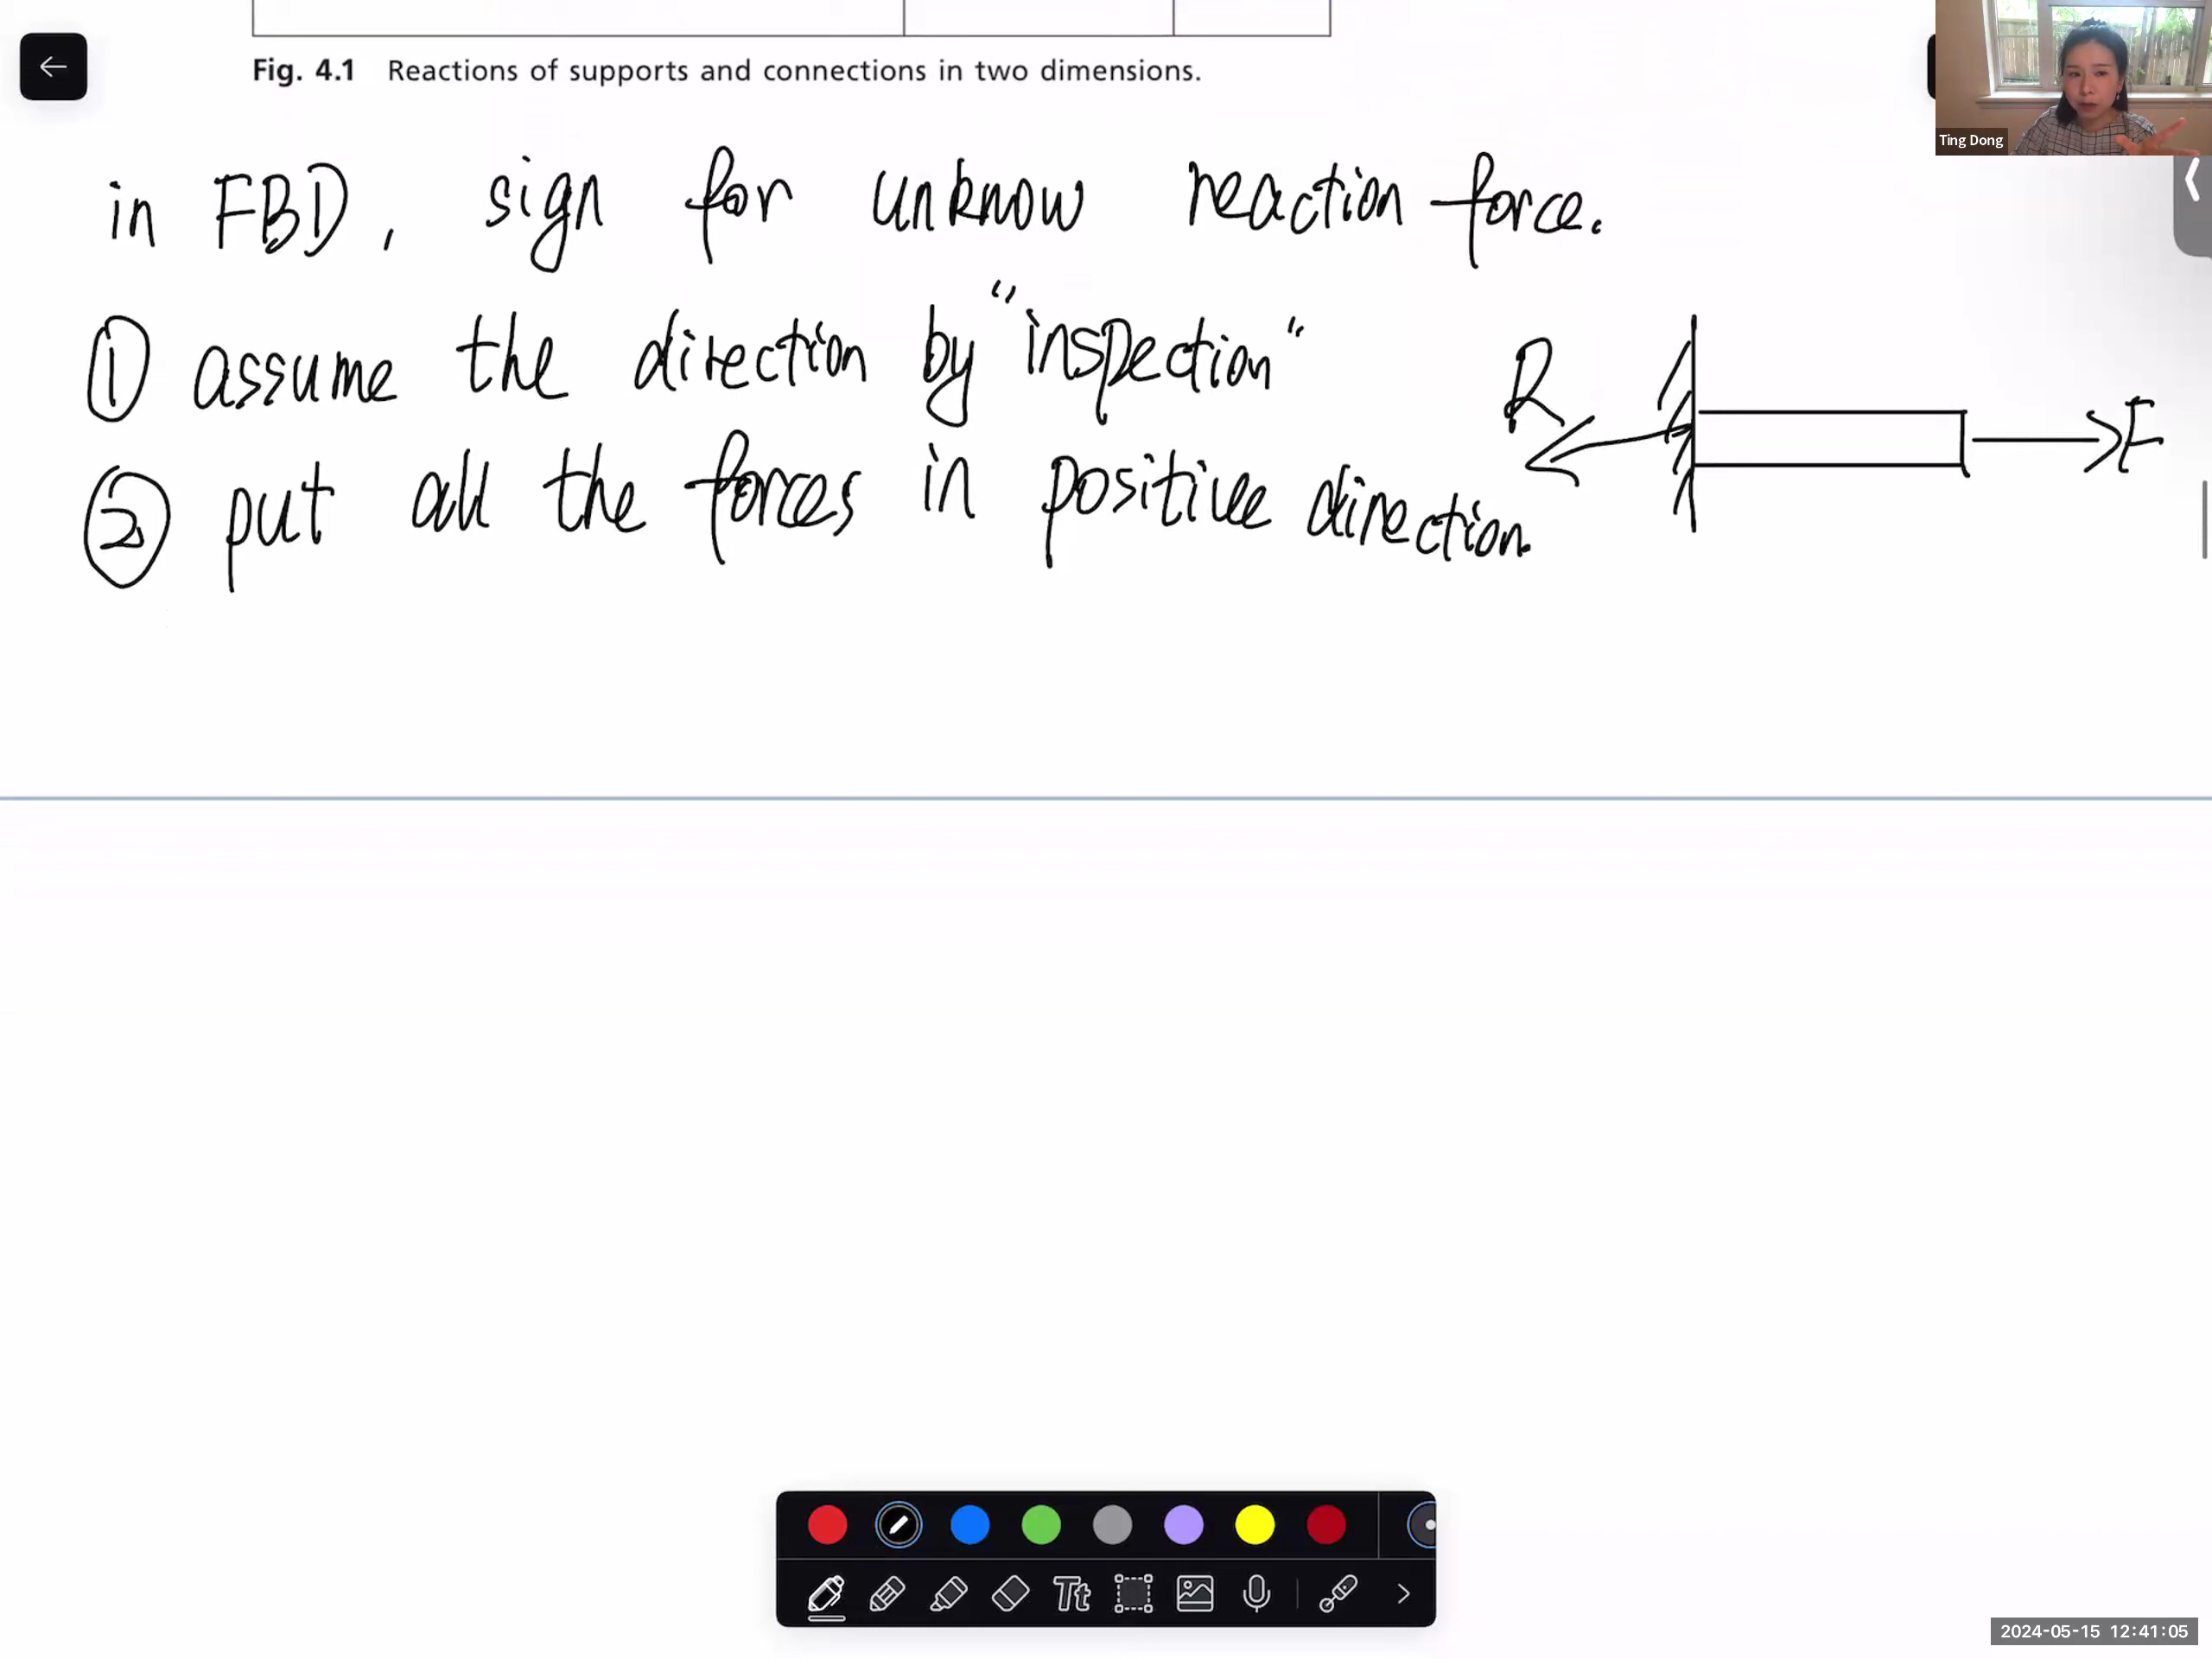 Fig. 4.1 Reactions of supports and connections in two dimensions.
Ting Dong
in FBD, sign for unknow reaction force.
① assume the direction by "inspection"
② put all the forces in positive direction.
R
F
Tt
2024-05-15 12:41:05